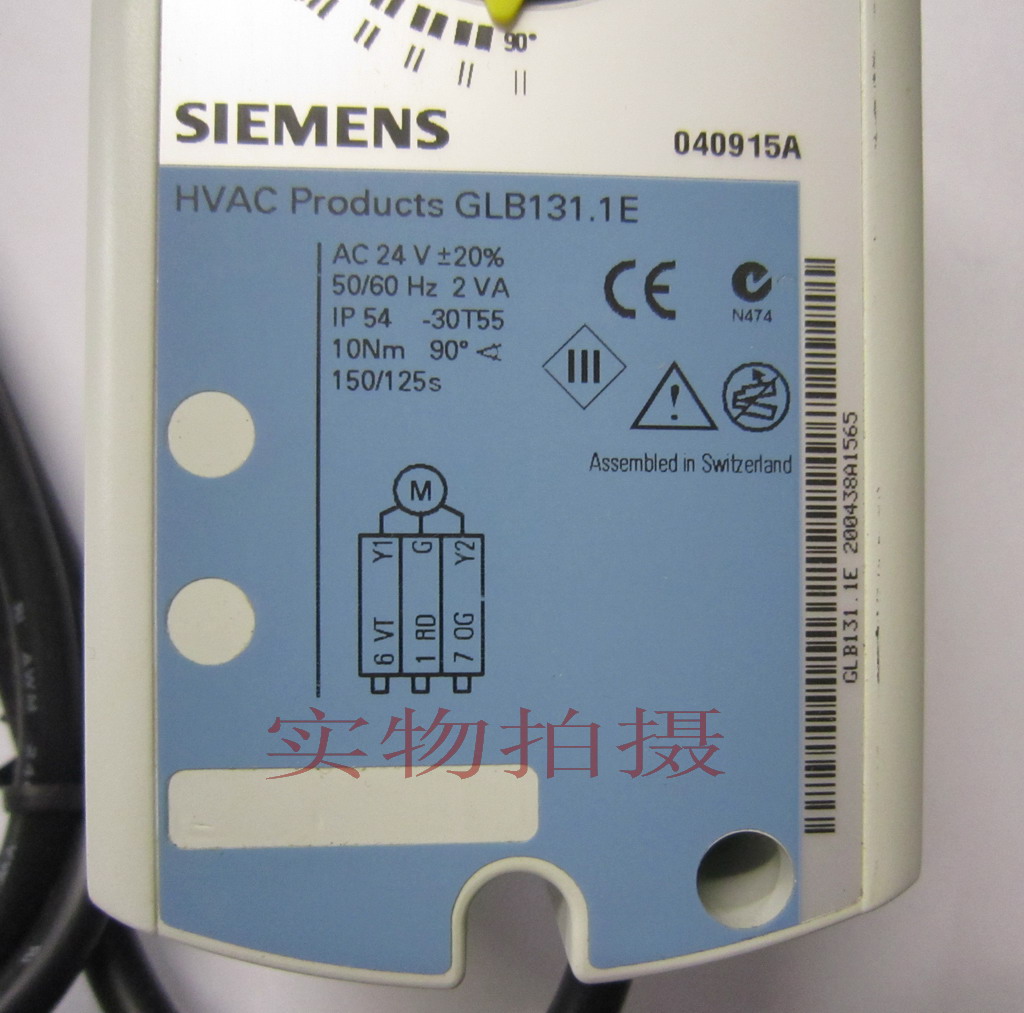 90°
SIEMENS
040915A
HVAC Products GLB131.1E
AC 24 V ±20%
50/60 Hz 2 VA
IP 54 -30T55
10Nm 90°
150/125s
CE
N474
III
!
Assembled in Switzerland
M
Y1 G Y2
6 VT 1 RD 7 OG
GLB131.1E 200438A1565
实物拍摄
AWM